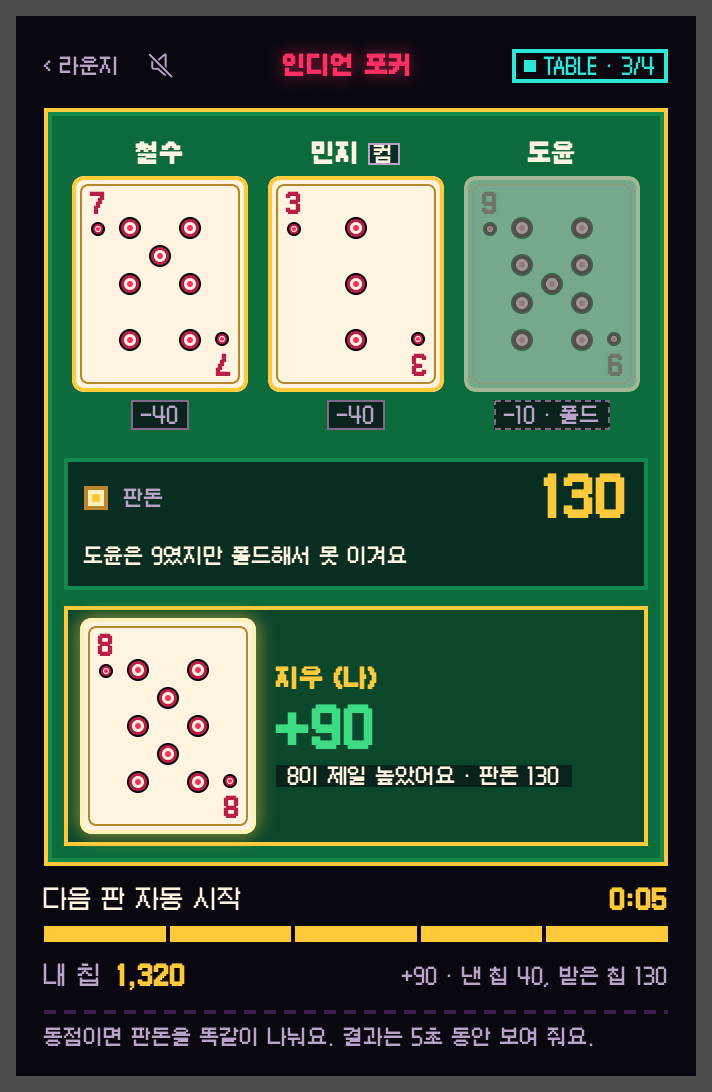 ‹ 라운지
인디언 포커
TABLE · 3/4
철수 민지 컴 도윤
7 3 9
7 3 9
-40 -40 -10 · 폴드
판돈 130
도윤은 9였지만 폴드해서 못 이겨요
8
지우 (나)
+90
8이 제일 높았어요 · 판돈 130
8
다음 판 자동 시작 0:05
내 칩 1,320 +90 · 낸 칩 40, 받은 칩 130
동점이면 판돈을 똑같이 나눠요. 결과는 5초 동안 보여 줘요.